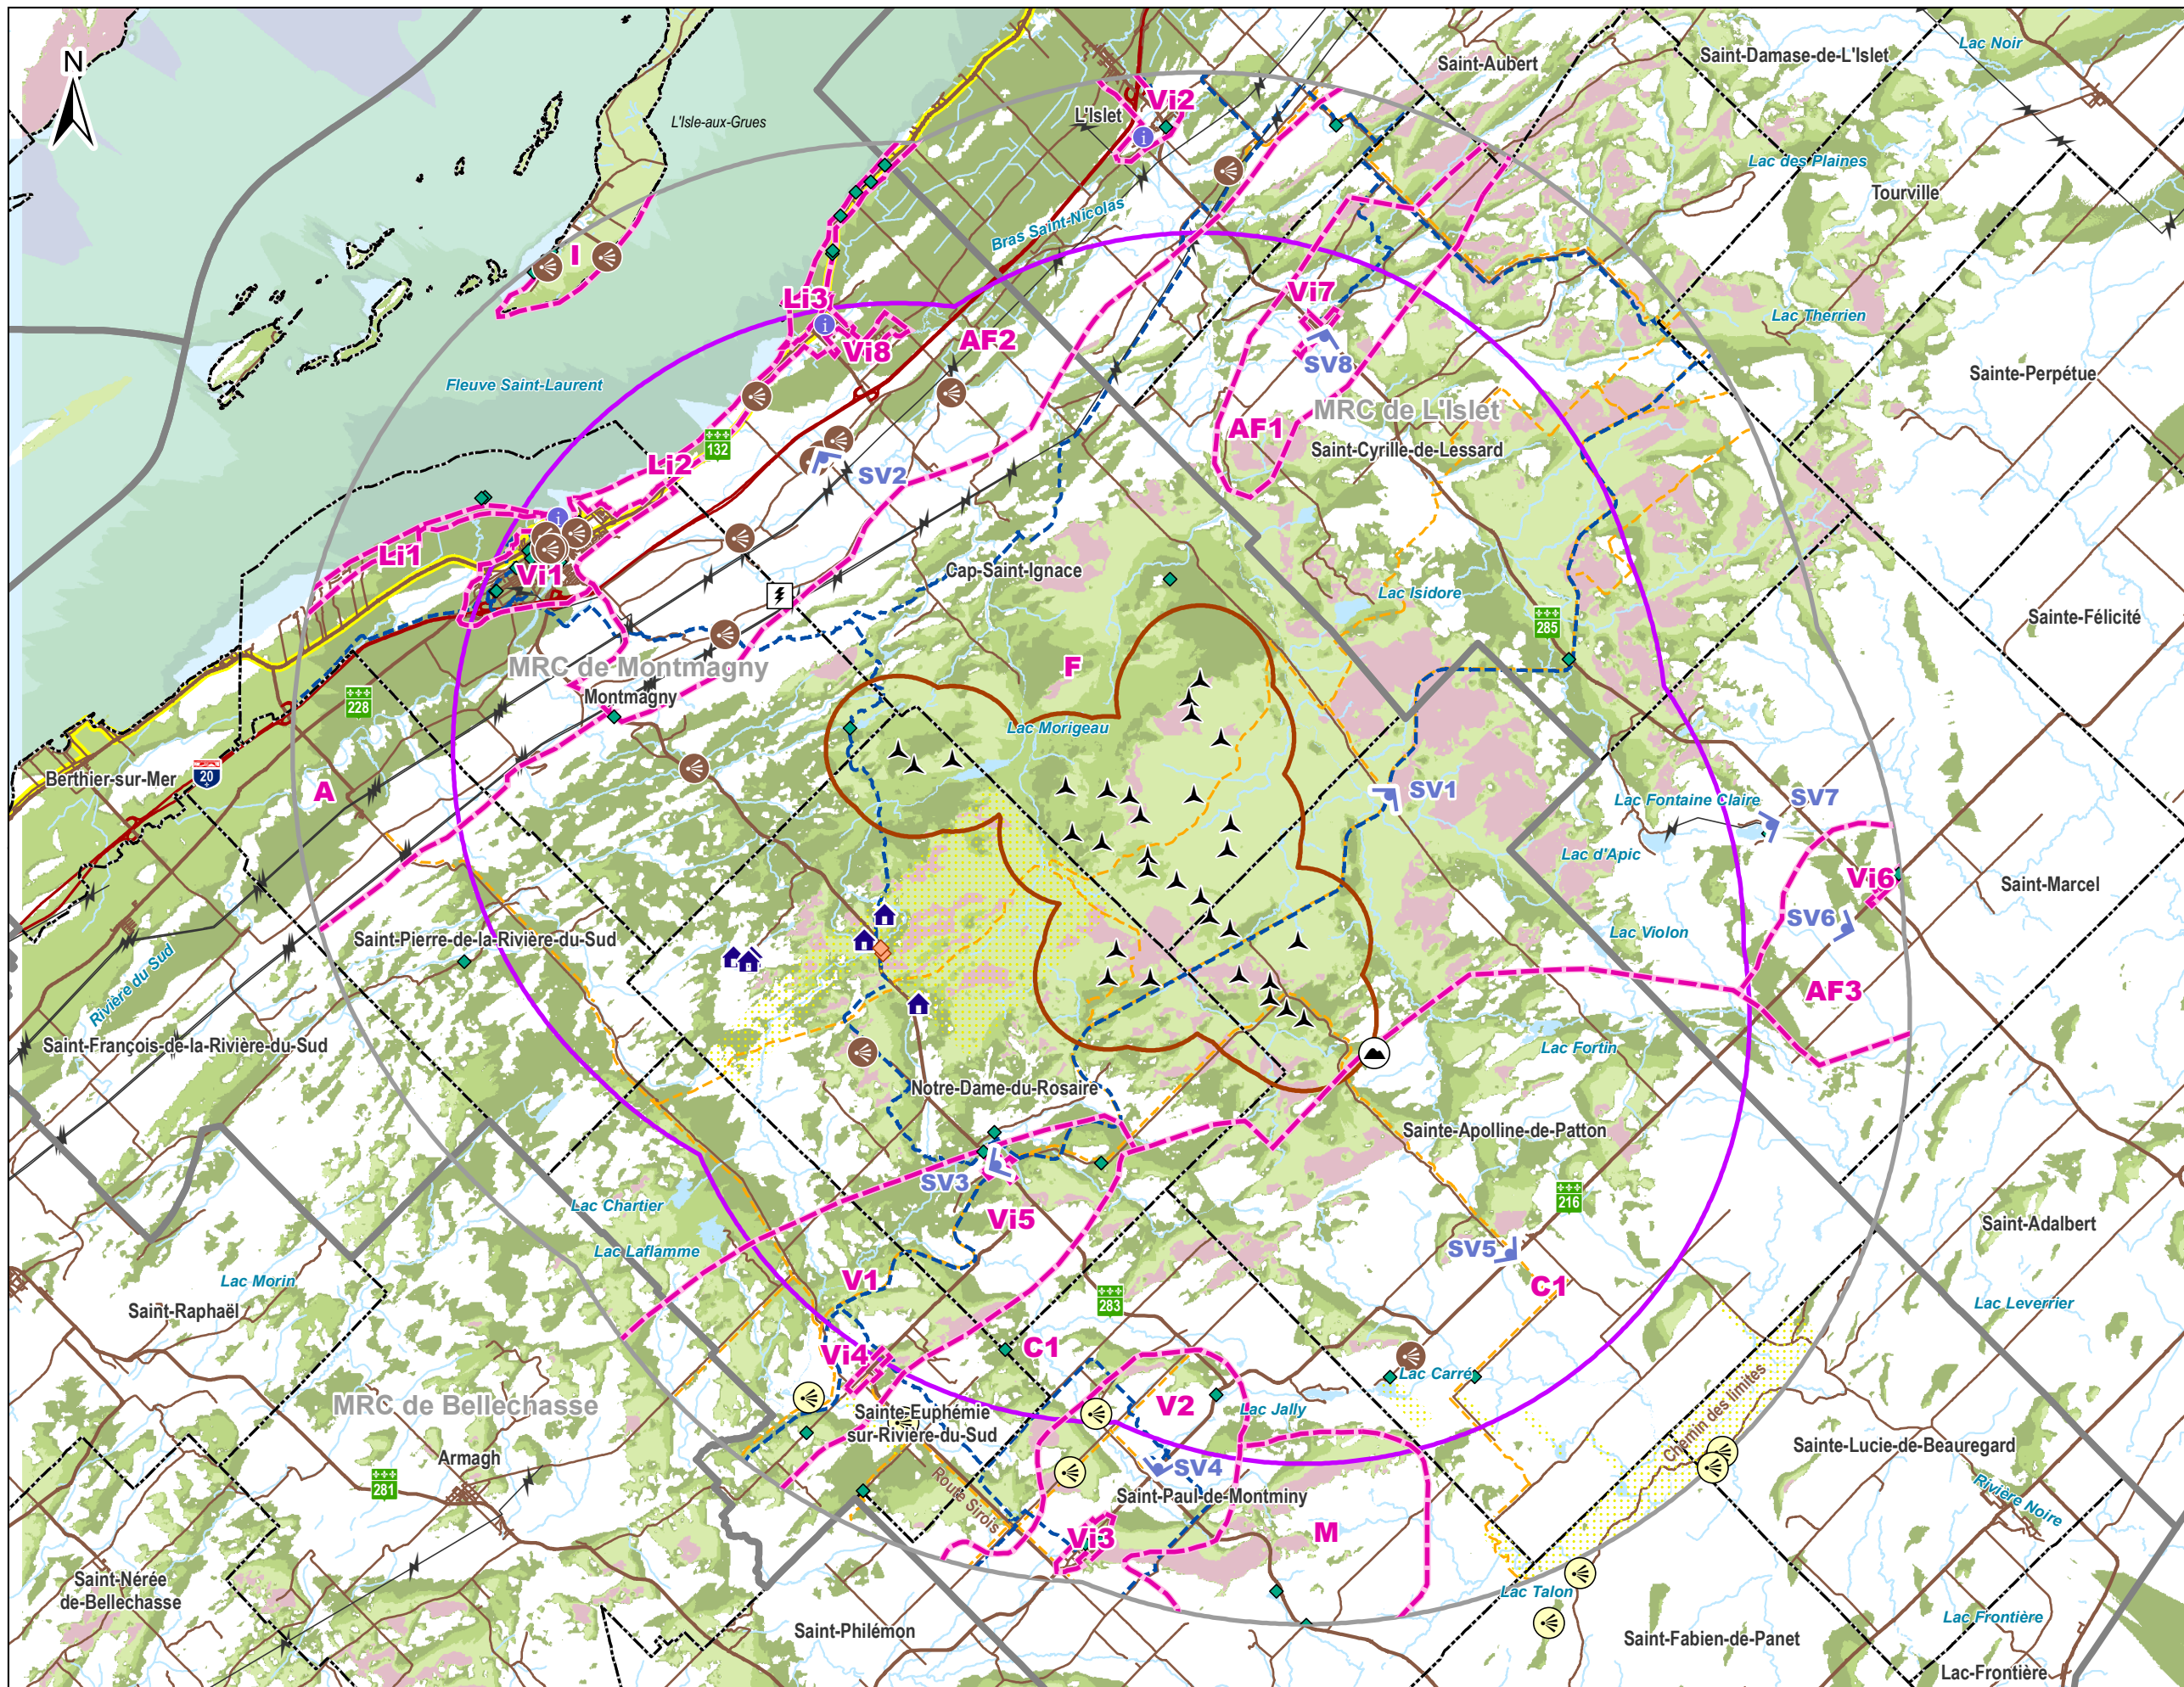 N
Saint-Damase-de-L'Islet
Lac Noir
Saint-Aubert
Vi2
L'Islet
L'Isle-aux-Grues
Lac des Plaines
Tourville
Bras Saint-Nicolas
I
Li3
Vi7
Lac Therrien
AF2
Vi8
SV8
Sainte-Perpétue
Fleuve Saint-Laurent
MRC de L'Islet
AF1
132
Saint-Cyrille-de-Lessard
Li2
SV2
Li1
Vi1
Cap-Saint-Ignace
Lac Isidore
285
Sainte-Félicité
MRC de Montmagny
F
Montmagny
228
Lac Morigeau
20
Berthier-sur-Mer
A
SV1
SV7
Lac Fontaine Claire
Lac d'Apic
Vi6
Saint-Marcel
SV6
Lac Violon
Saint-Pierre-de-la-Rivière-du-Sud
Rivière du Sud
AF3
Saint-François-de-la-Rivière-du-Sud
Lac Fortin
Notre-Dame-du-Rosaire
Sainte-Apolline-de-Patton
SV3
216
Lac Chartier
Vi5
Saint-Adalbert
Lac Laflamme
SV5
Lac Morin
V1
C1
Saint-Raphaël
283
Lac Leverrier
Vi4
C1
Lac Carré
MRC de Bellechasse
V2
Lac Jally
Chemin des limites
Sainte-Euphémie
sur-Rivière-du-Sud
Sainte-Lucie-de-Beauregard
Armagh
281
SV4
Route Sirois
Saint-Paul-de-Montminy
Rivière Noire
Vi3
M
Saint-Nérée
de-Bellechasse
Lac Talon
Lac Frontière
Saint-Philémon
Saint-Fabien-de-Panet
Lac-Frontière